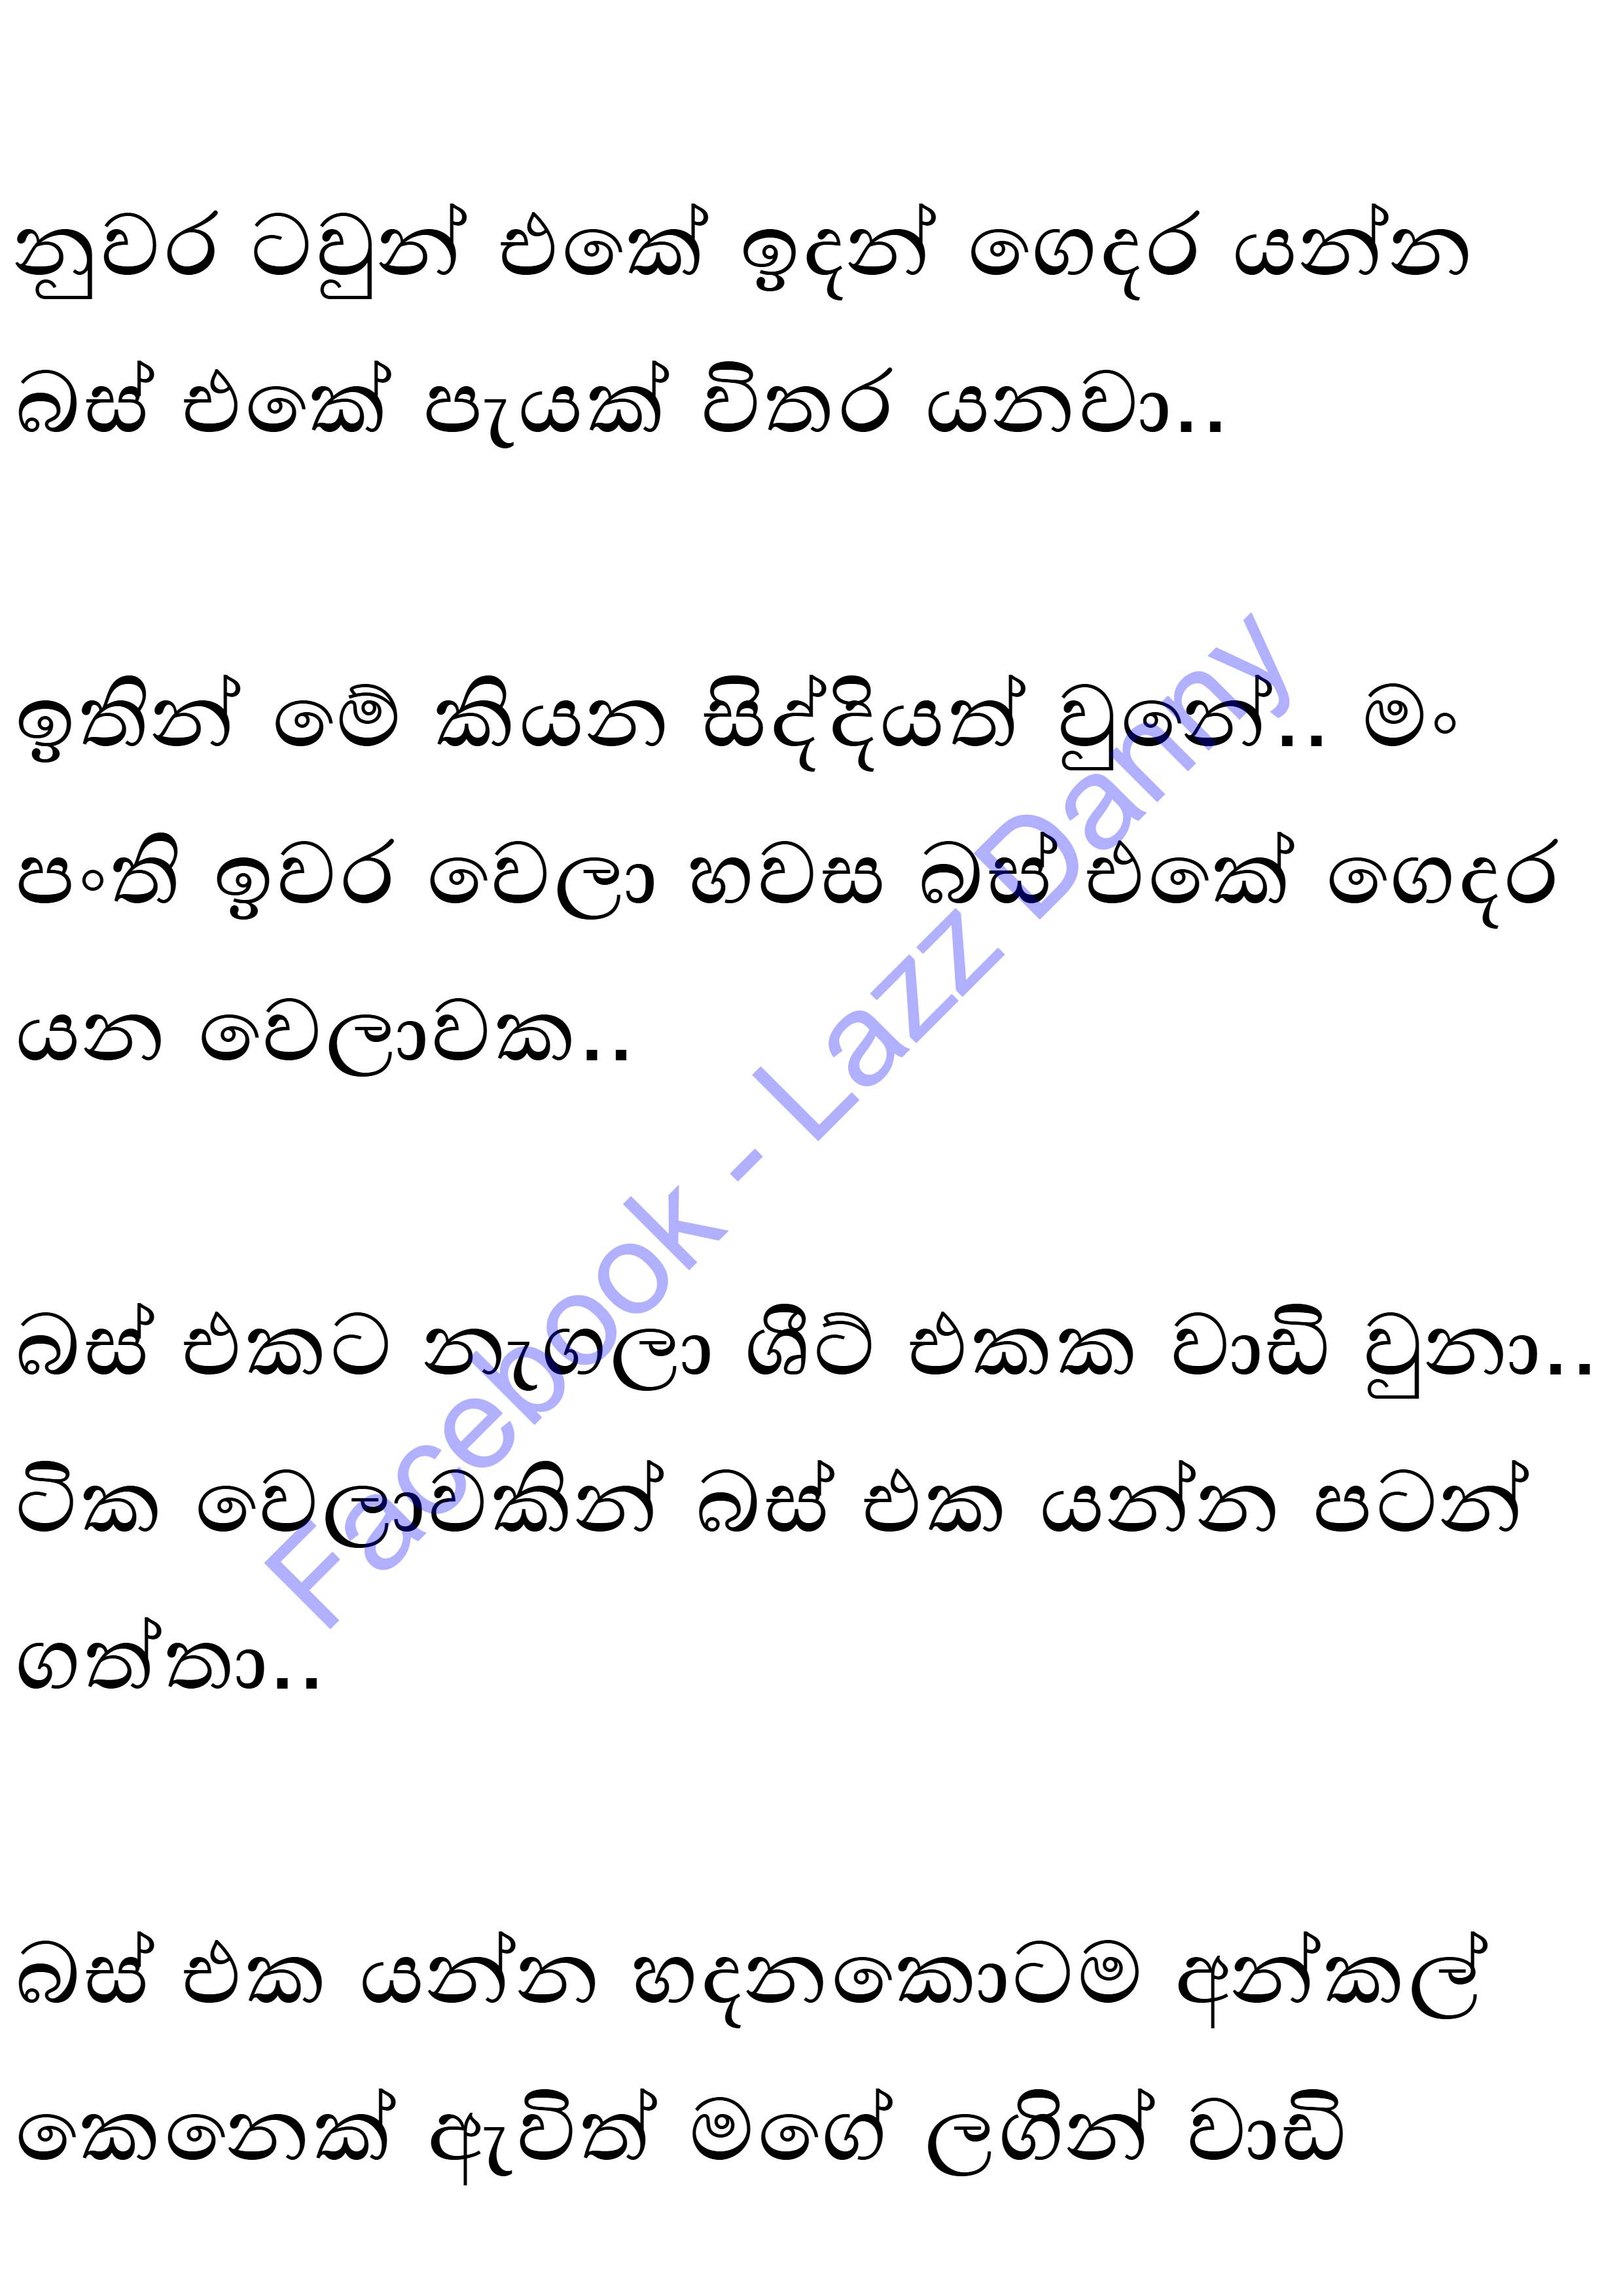 නුවර ටවුන් එකේ ඉදන් ගෙදර යන්න
බස් එකේ පැයක් විතර යනවා..
ඉතින් මේ කියන සිද්දියත් වුනේ.. මං
පංති ඉවර වෙලා හවස බස් එකේ ගෙදර
යන වෙලාවක..
බස් එකට නැගලා ශීට් එකක වාඩි වුනා..
ටික වෙලාවකින් බස් එක යන්න පටන්
ගත්තා..
බස් එක යන්න හදනකොටම අන්කල්
කෙනෙක් ඇවිත් මගේ ලගින් වාඩි
Facebook - Lazz Danny